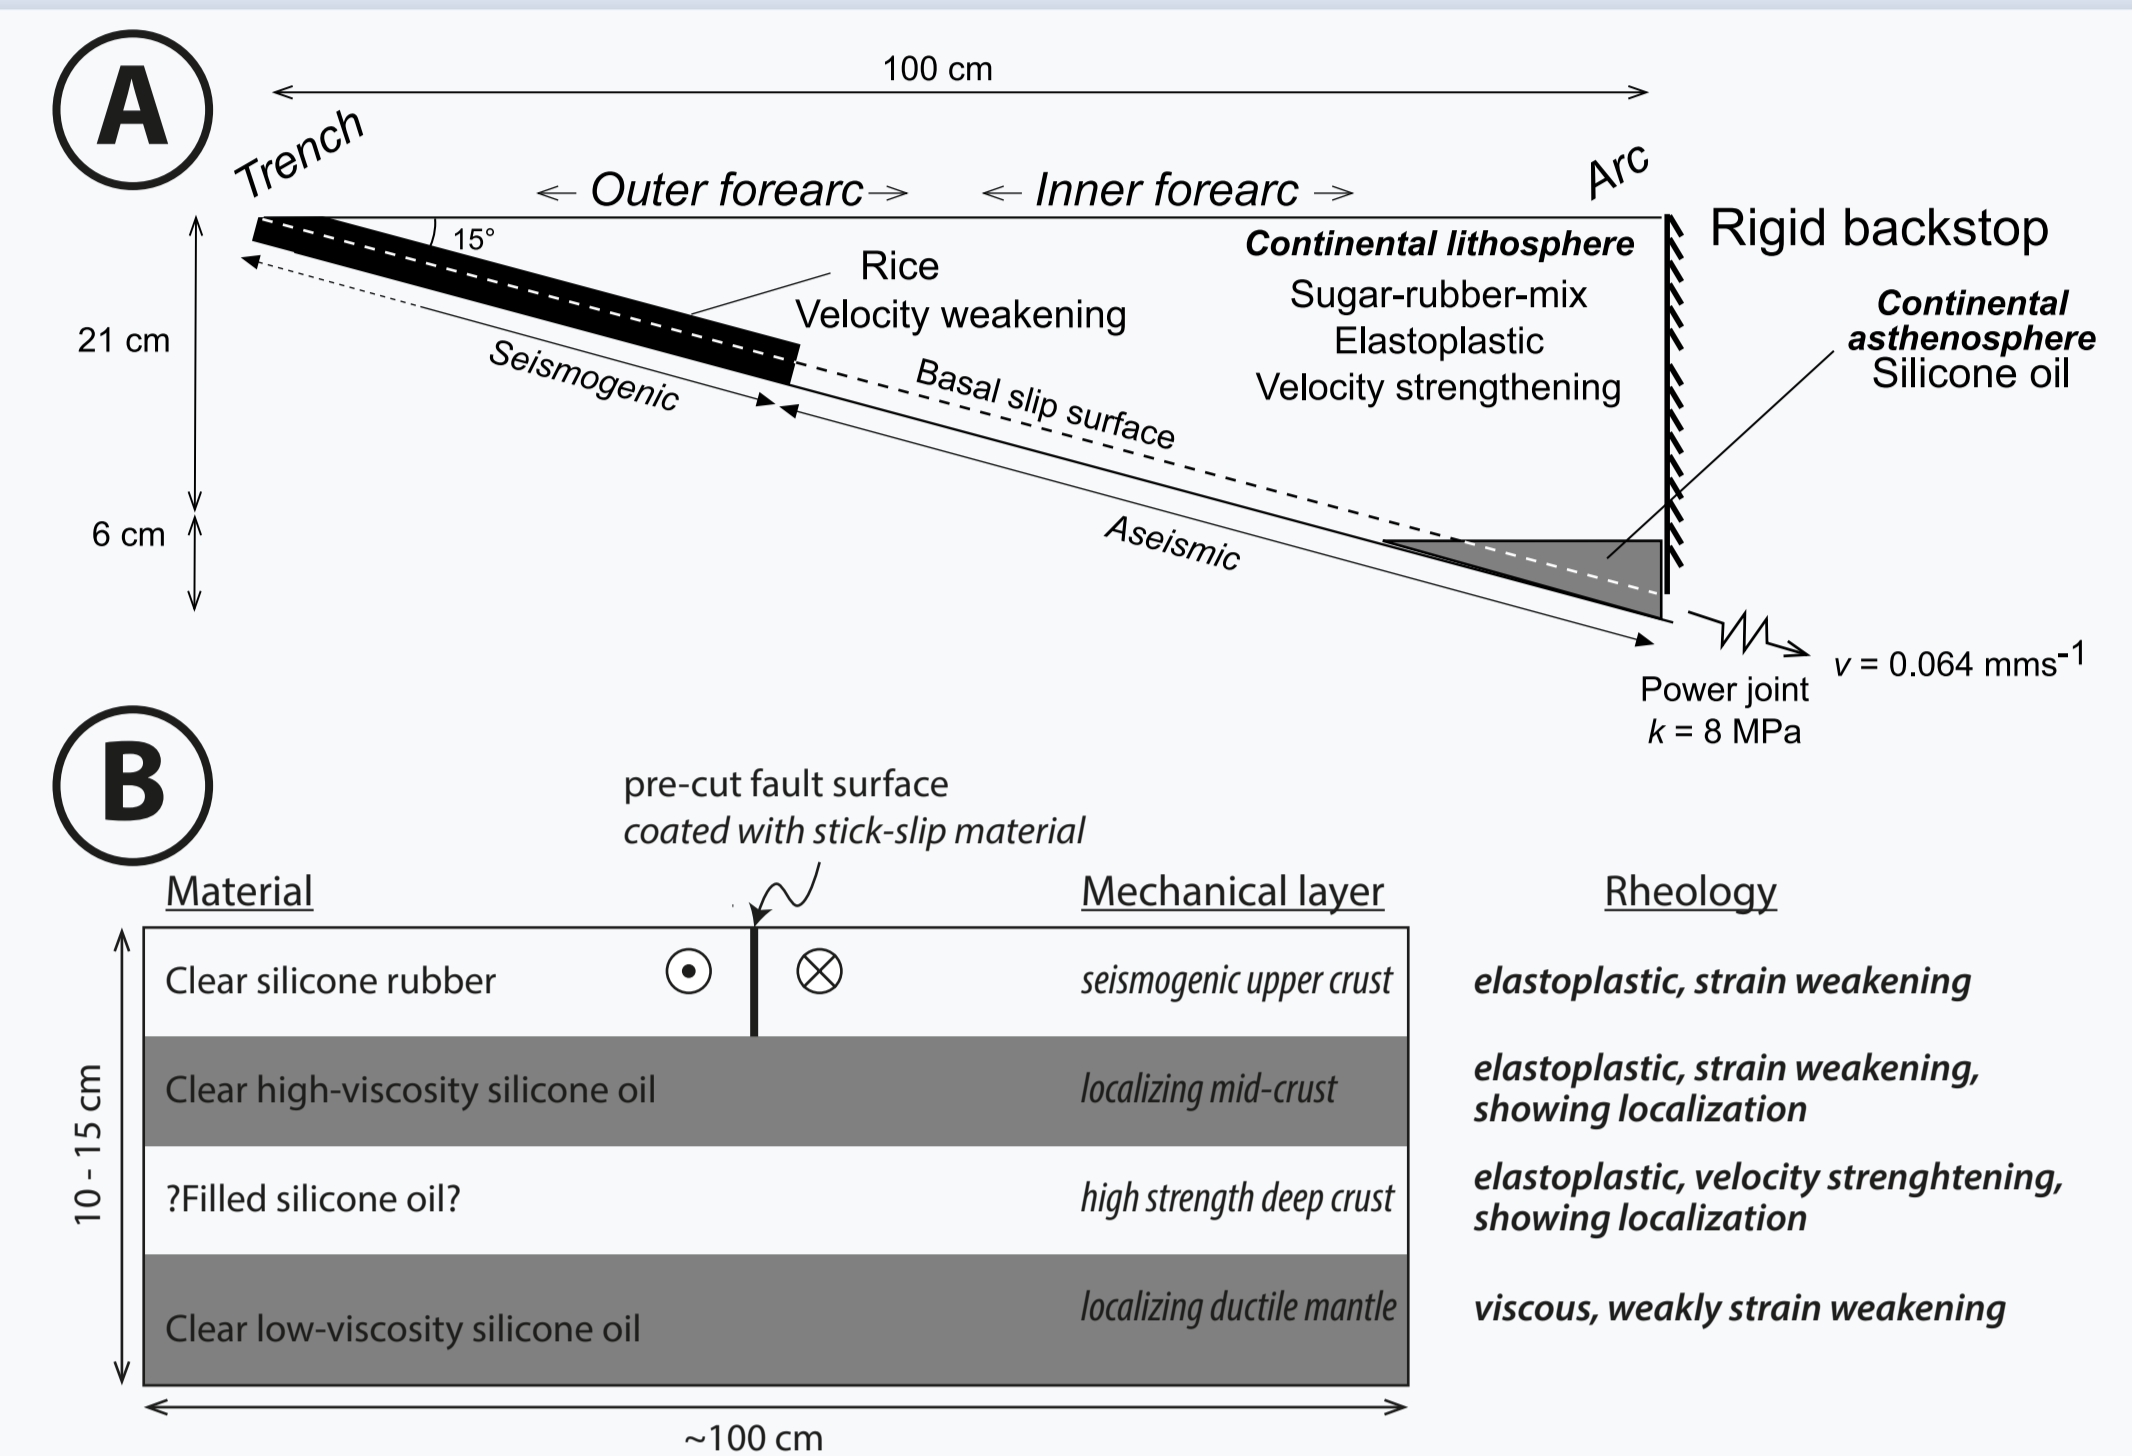 A
100 cm
Trench
Outer forearc
Inner forearc
Arc
Rigid backstop
15°
Rice
Velocity weakening
Continental lithosphere
Sugar-rubber-mix
Elastoplastic
Velocity strengthening
Continental
asthenosphere
Silicone oil
21 cm
6 cm
Seismogenic
Basal slip surface
Aseismic
v = 0.064 mms-1
Power joint
k = 8 MPa
B
pre-cut fault surface
coated with stick-slip material
Material
Mechanical layer
Rheology
Clear silicone rubber
seismogenic upper crust
elastoplastic, strain weakening
Clear high-viscosity silicone oil
localizing mid-crust
elastoplastic, strain weakening,
showing localization
?Filled silicone oil?
high strength deep crust
elastoplastic, velocity strenghtening,
showing localization
Clear low-viscosity silicone oil
localizing ductile mantle
viscous, weakly strain weakening
10 - 15 cm
~100 cm